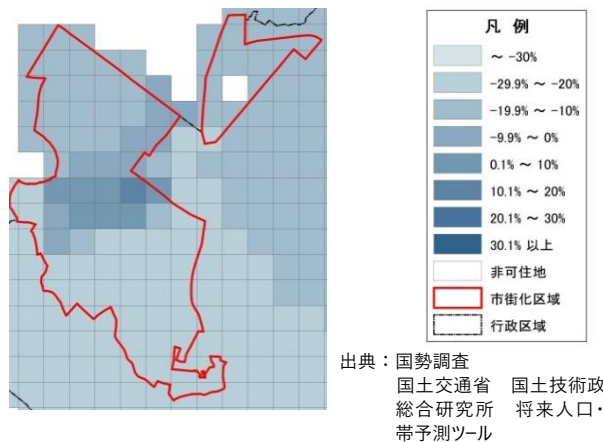 凡 例
～ -30%
-29.9% ～ -20%
-19.9% ～ -10%
-9.9% ～ 0%
0.1% ～ 10%
10.1% ～ 20%
20.1% ～ 30%
30.1% 以上
非可住地
市街化区域
行政区域
出典：国勢調査
国土交通省 国土技術政
総合研究所 将来人口・
帯予測ツール